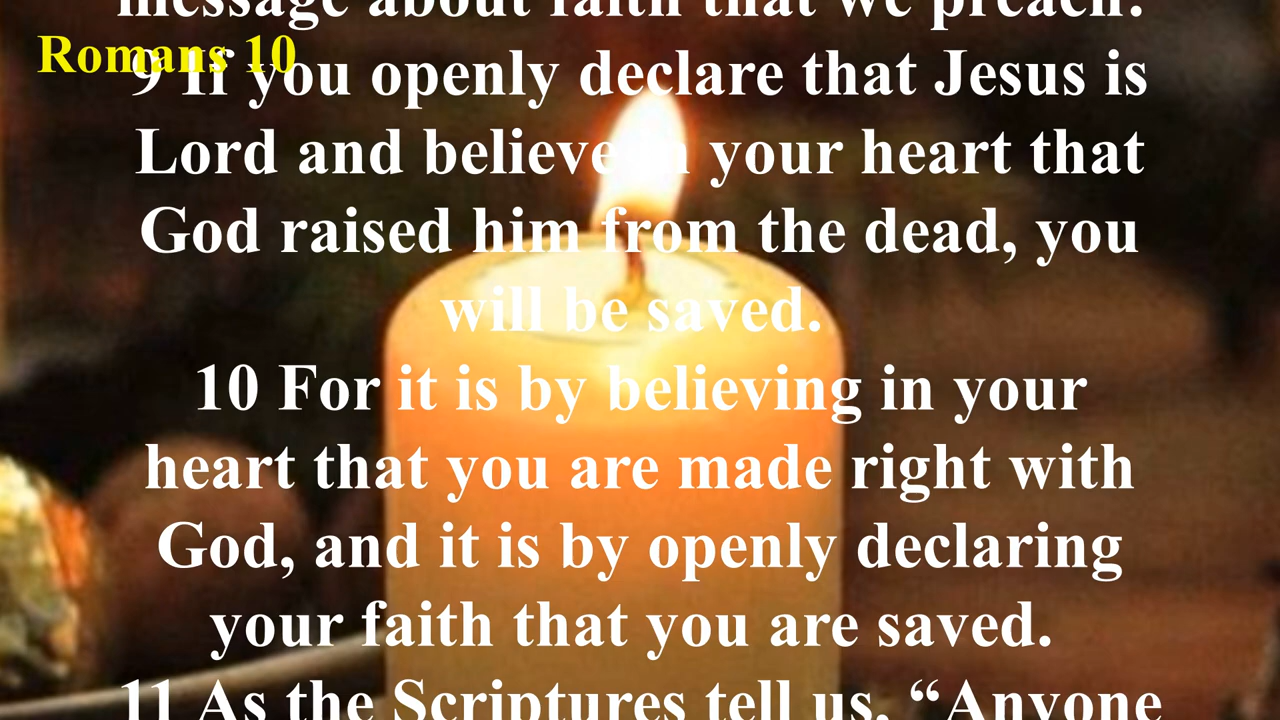 message about faith that we preach:
Romans 10
9 If you openly declare that Jesus is
Lord and believe in your heart that
God raised him from the dead, you
will be saved.
10 For it is by believing in your
heart that you are made right with
God, and it is by openly declaring
your faith that you are saved.
11 As the Scriptures tell us, “Anyone